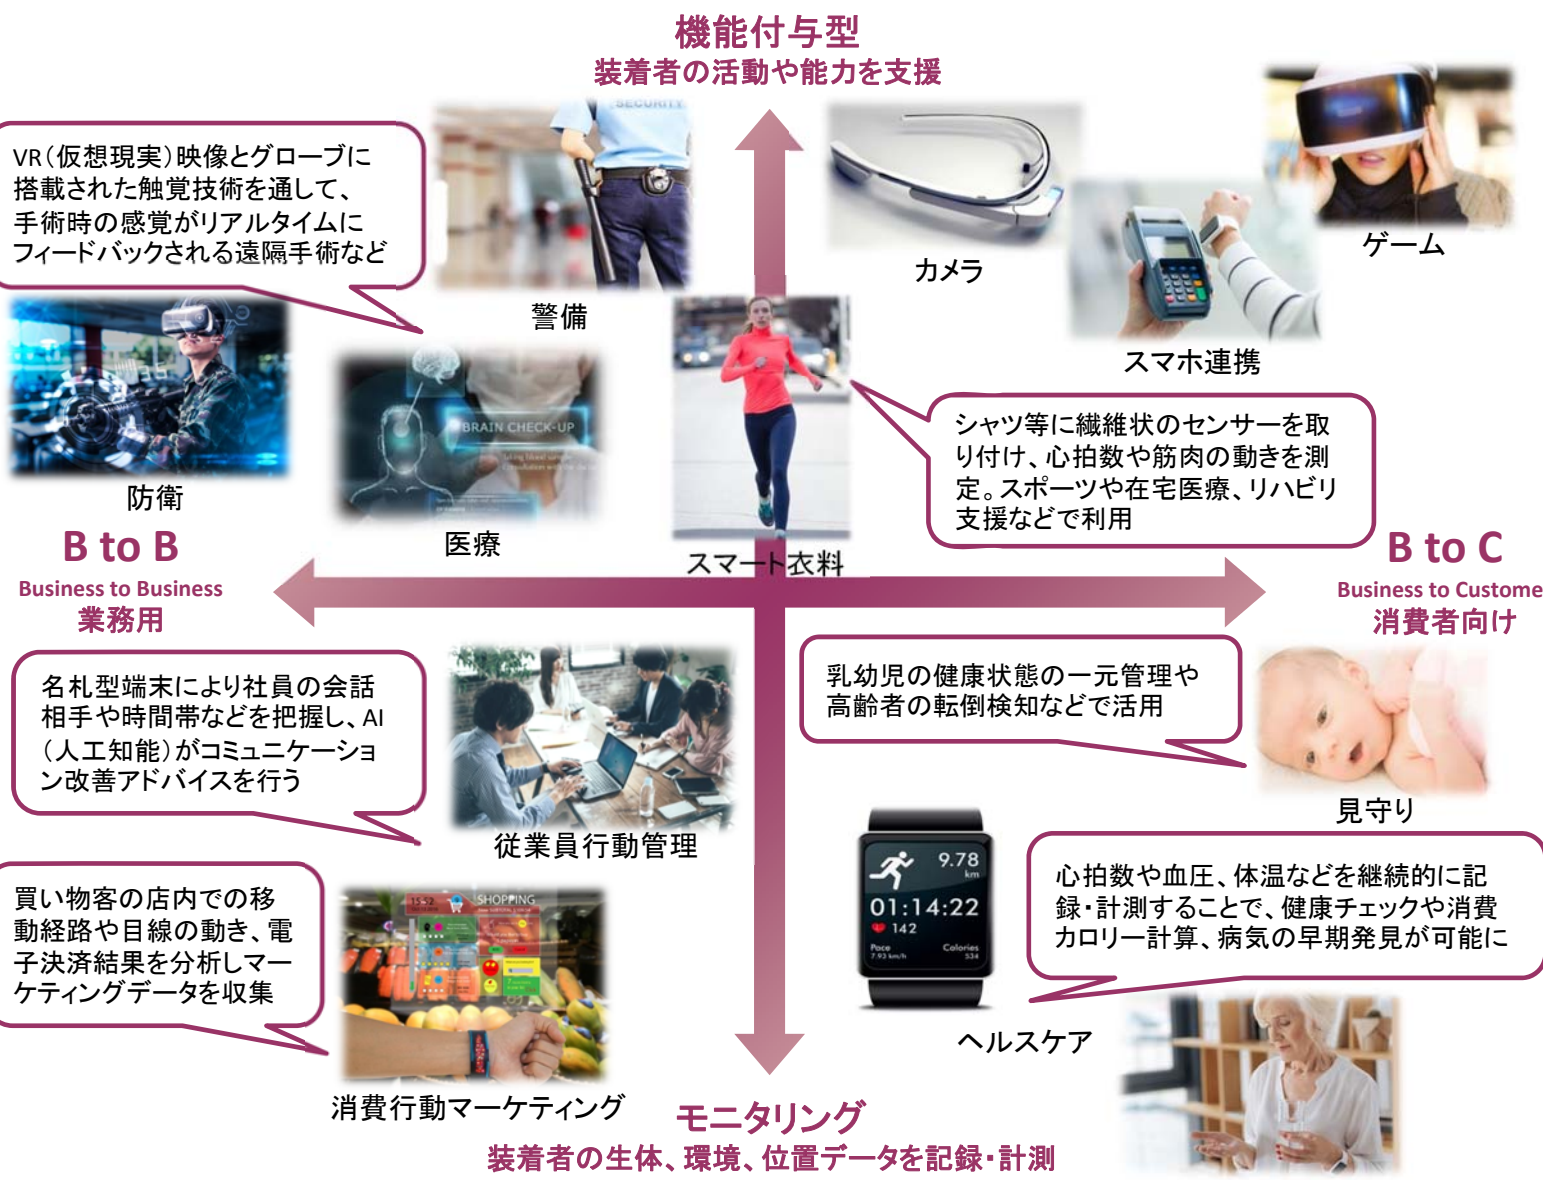 機能付与型
装着者の活動や能力を支援
SECURITY
VR（仮想現実）映像とグローブに
搭載された触覚技術を通して、
手術時の感覚がリアルタイムに
フィードバックされる遠隔手術など
警備
カメラ
ゲーム
スマホ連携
防衛
BRAIN CHECK-UP
医療
スマート衣料
シャツ等に繊維状のセンサーを取
り付け、心拍数や筋肉の動きを測
定。スポーツや在宅医療、リハビリ
支援などで利用
B to B
Business to Business
業務用
B to C
Business to Custome
消費者向け
名札型端末により社員の会話
相手や時間帯などを把握し、AI
（人工知能）がコミュニケーショ
ン改善アドバイスを行う
従業員行動管理
乳幼児の健康状態の一元管理や
高齢者の転倒検知などで活用
見守り
買い物客の店内での移
動経路や目線の動き、電
子決済結果を分析しマー
ケティングデータを収集
15:52
SHOPPING
消費行動マーケティング
9.78
km
01:14:22
142
Pace
7.93 km/h
Calories
534
ヘルスケア
心拍数や血圧、体温などを継続的に記
録・計測することで、健康チェックや消費
カロリー計算、病気の早期発見が可能に
モニタリング
装着者の生体、環境、位置データを記録・計測